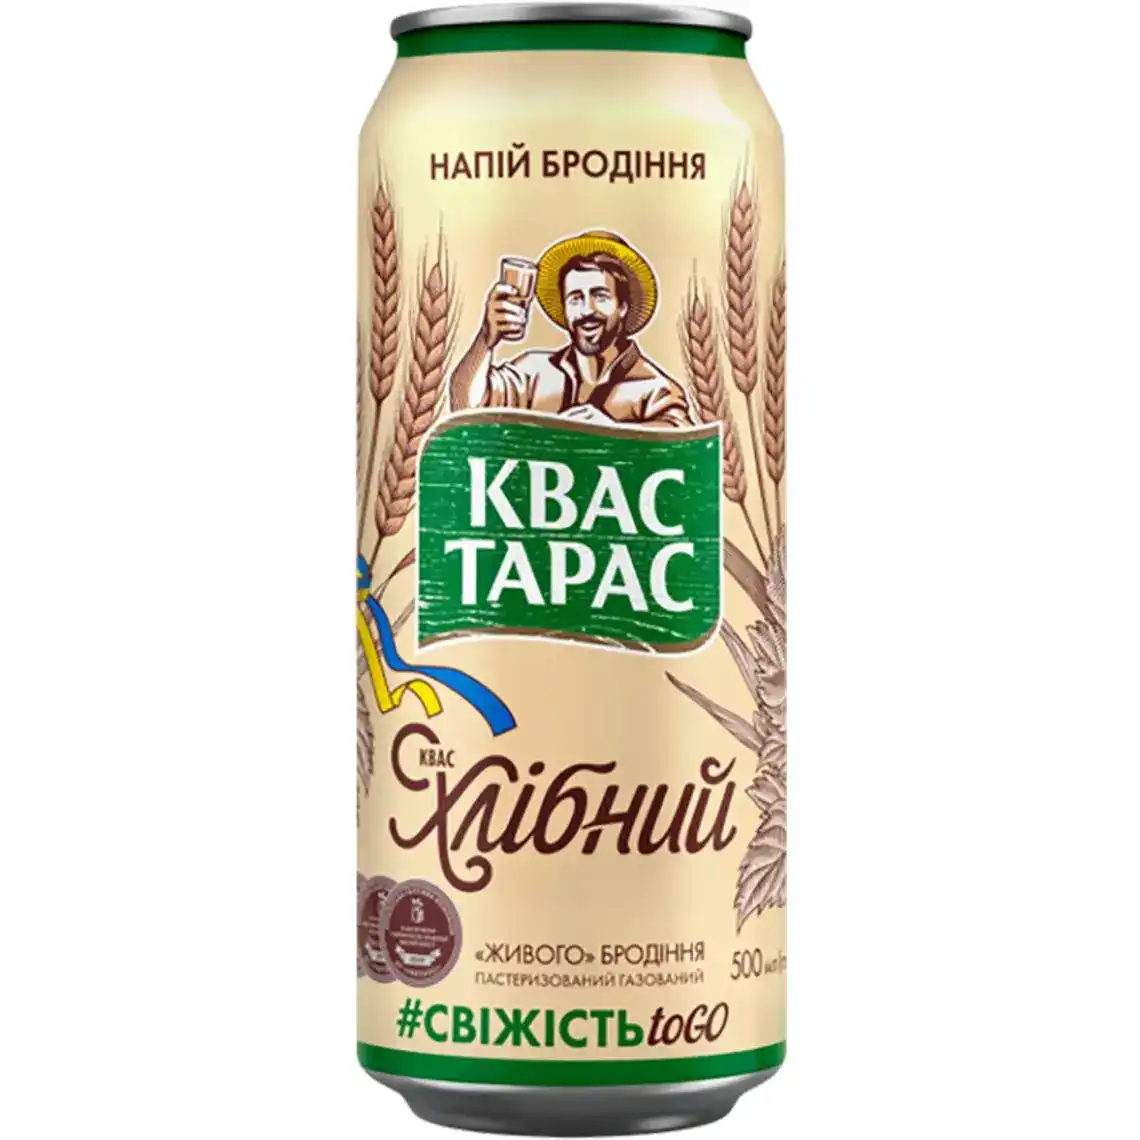 НАПІЙ БРОДІННЯ
КВАС
ТАРАС
КВАС
Хлібний
«ЖИВОГО» БРОДІННЯ
ПАСТЕРИЗОВАНИЙ ГАЗОВАНИЙ
500 мл
#СВІЖІСТЬtoGO